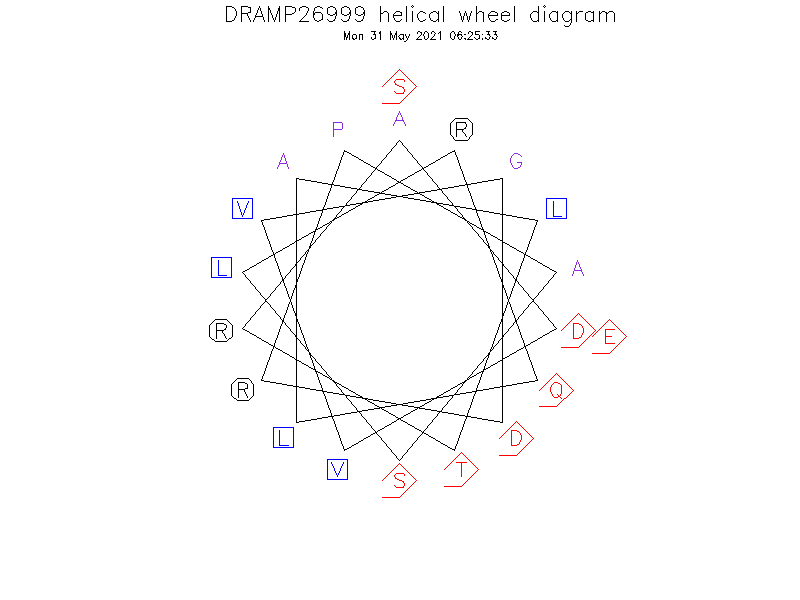 DRAMP26999 helical wheel diagram
Mon 31 May 2021 06:25:33
S
P A R
A G
V L
L A
R D E
R Q
L D
V S T